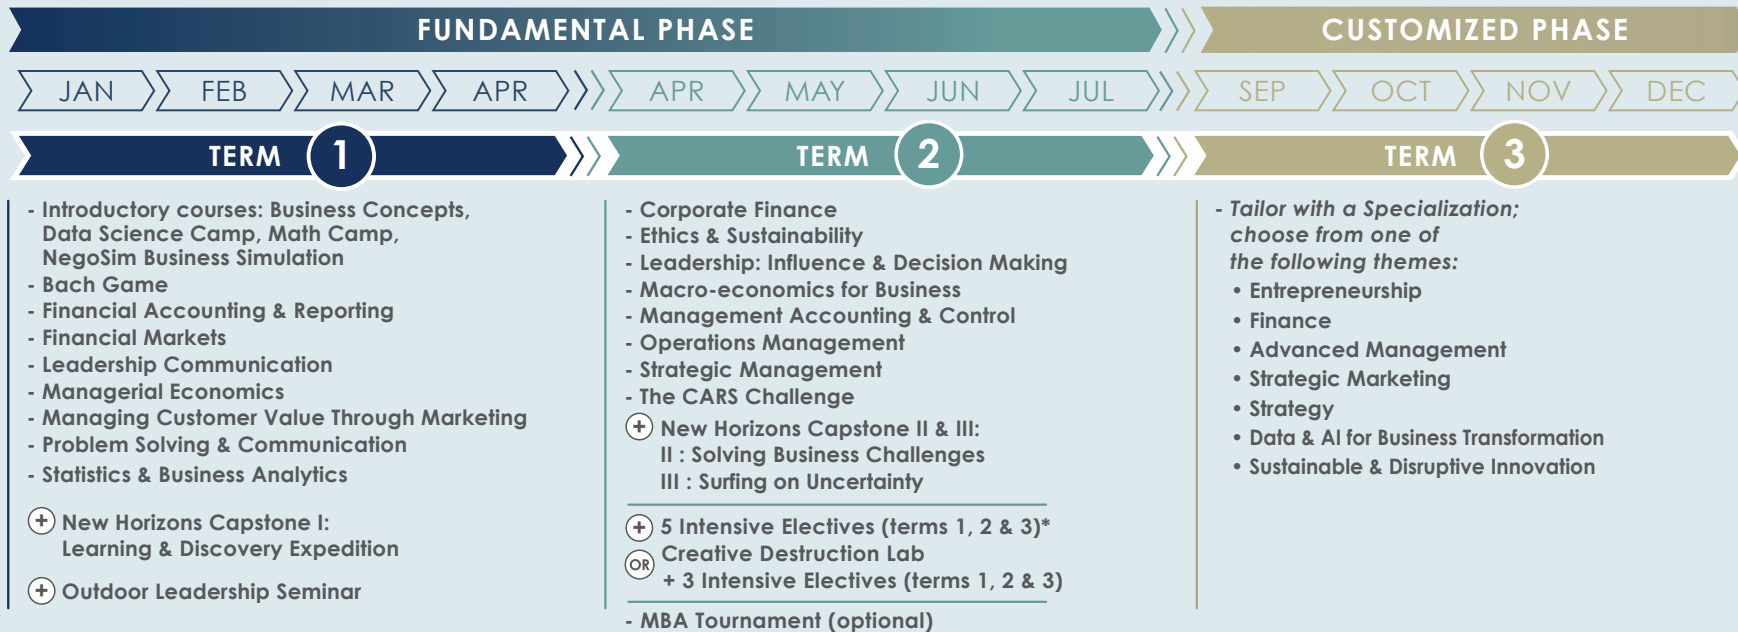 FUNDAMENTAL PHASE
CUSTOMIZED PHASE
JAN FEB MAR APR APR MAY JUN JUL SEP OCT NOV DEC
TERM 1
TERM 2
TERM 3
- Introductory courses: Business Concepts,
Data Science Camp, Math Camp,
NegoSim Business Simulation
- Bach Game
- Financial Accounting & Reporting
- Financial Markets
- Leadership Communication
- Managerial Economics
- Managing Customer Value Through Marketing
- Problem Solving & Communication
- Statistics & Business Analytics
+ New Horizons Capstone I:
Learning & Discovery Expedition
+ Outdoor Leadership Seminar
- Corporate Finance
- Ethics & Sustainability
- Leadership: Influence & Decision Making
- Macro-economics for Business
- Management Accounting & Control
- Operations Management
- Strategic Management
- The CARS Challenge
+ New Horizons Capstone II & III:
II : Solving Business Challenges
III : Surfing on Uncertainty
+ 5 Intensive Electives (terms 1, 2 & 3)*
OR Creative Destruction Lab
+ 3 Intensive Electives (terms 1, 2 & 3)
- MBA Tournament (optional)
- Tailor with a Specialization;
choose from one of
the following themes:
• Entrepreneurship
• Finance
• Advanced Management
• Strategic Marketing
• Strategy
• Data & AI for Business Transformation
• Sustainable & Disruptive Innovation